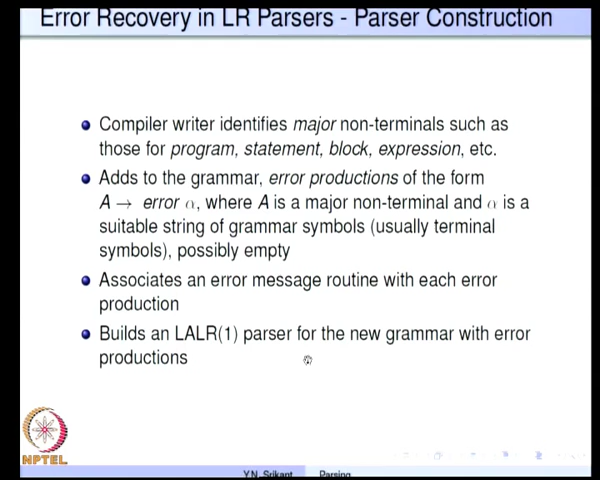 Error Recovery in LR Parsers - Parser Construction
Compiler writer identifies major non-terminals such as
those for program, statement, block, expression, etc.
Adds to the grammar, error productions of the form
A → error α, where A is a major non-terminal and α is a
suitable string of grammar symbols (usually terminal
symbols), possibly empty
Associates an error message routine with each error
production
Builds an LALR(1) parser for the new grammar with error
productions
NPTEL
Y.N. Srikant Parsing